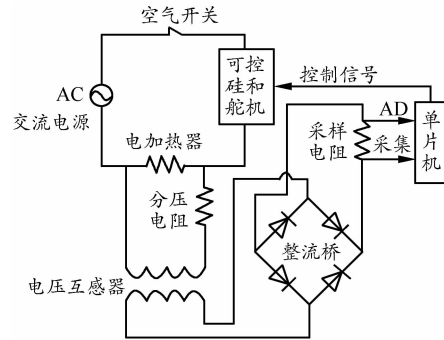 空气开关
可控
硅和
舵机
控制信号
AC
交流电源
AD
单
片
机
采样
电阻
采集
电加热器
分压
电阻
整流桥
电压互感器